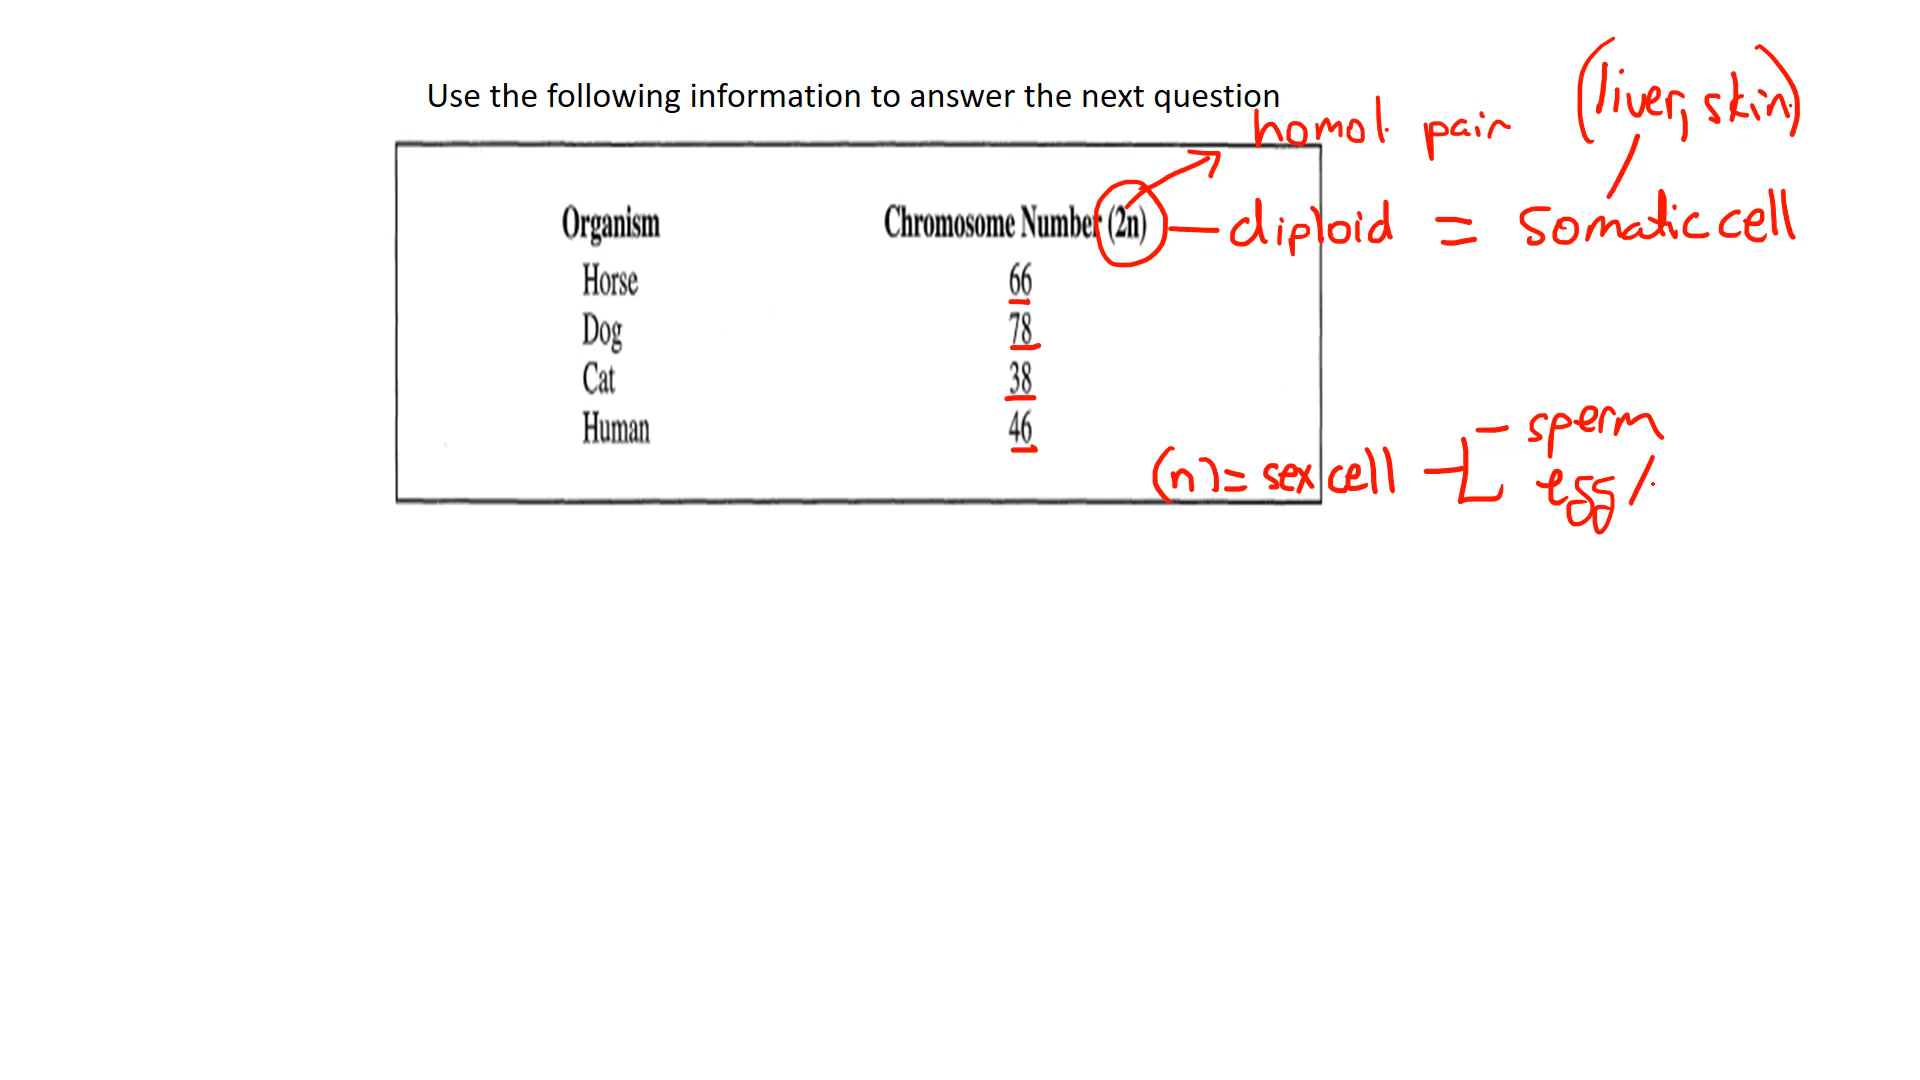 Use the following information to answer the next question
(liver, skin)
homol. pair
Organism Chromosome Number (2n) — diploid = somatic cell
Horse 66
Dog 78
Cat 38
Human 46
(n) = sex cell - sperm
egg